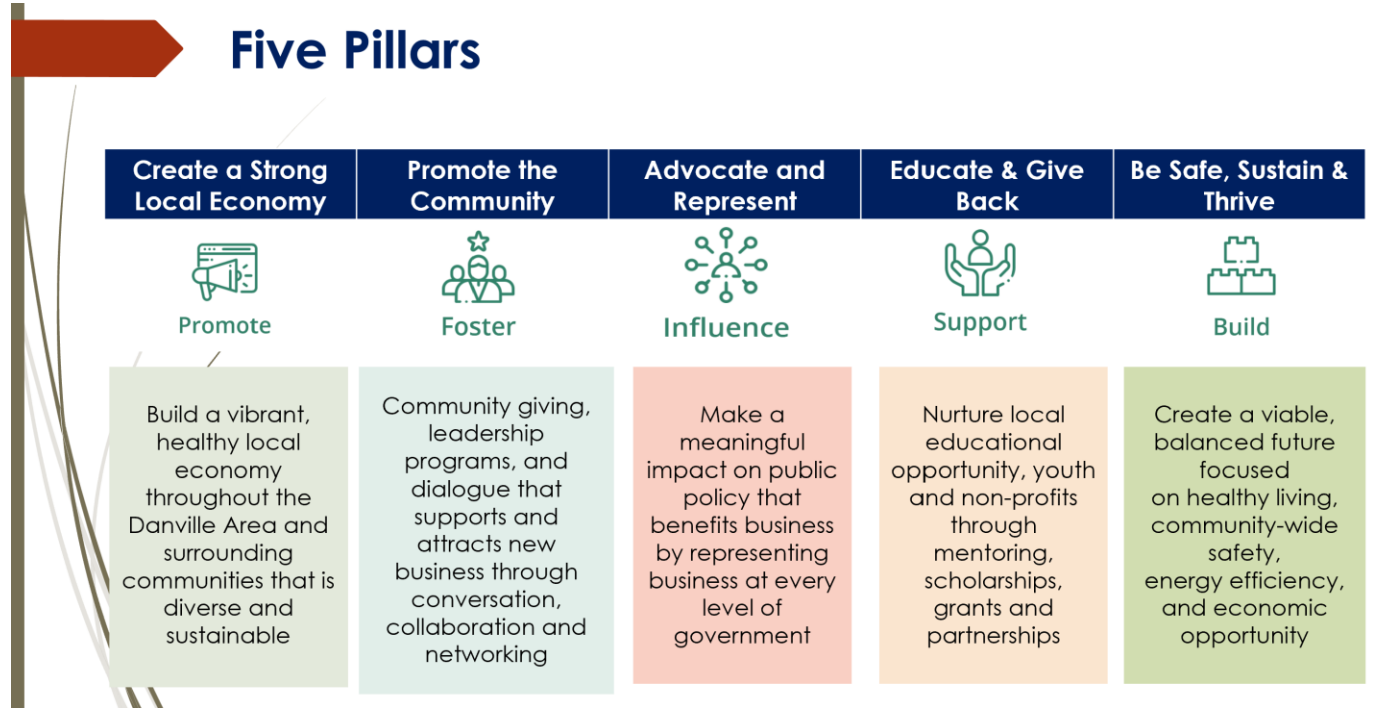 Five Pillars
Create a Strong
Local Economy
Promote the
Community
Advocate and
Represent
Educate & Give
Back
Be Safe, Sustain &
Thrive
Promote
Foster
Influence
Support
Build
Build a vibrant,
healthy local
economy
throughout the
Danville Area and
surrounding
communities that is
diverse and
sustainable
Community giving,
leadership
programs, and
dialogue that
supports and
attracts new
business through
conversation,
collaboration and
networking
Make a
meaningful
impact on public
policy that
benefits business
by representing
business at every
level of
government
Nurture local
educational
opportunity, youth
and non-profits
through
mentoring,
scholarships,
grants and
partnerships
Create a viable,
balanced future
focused
on healthy living,
community-wide
safety,
energy efficiency,
and economic
opportunity